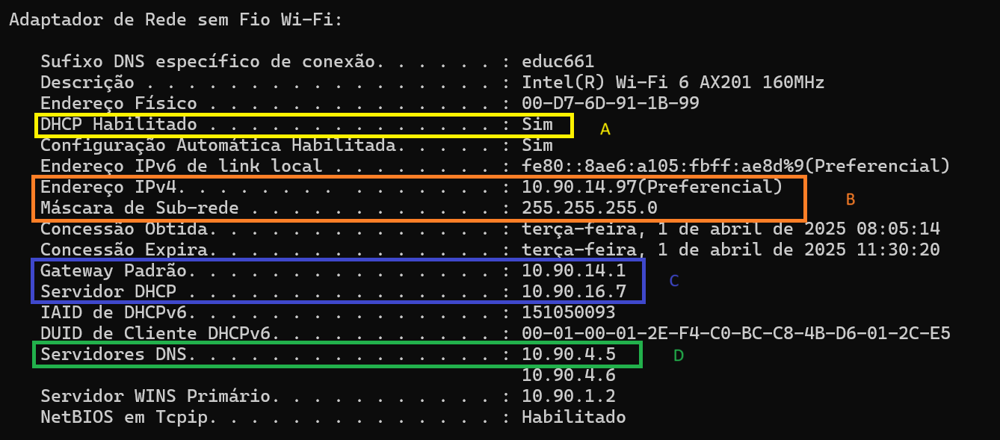 Adaptador de Rede sem Fio Wi-Fi:
Sufixo DNS específico de conexão. . . . . . : educ661
Descrição . . . . . . . . . . . . . . . . . : Intel(R) Wi-Fi 6 AX201 160MHz
Endereço Físico . . . . . . . . . . . . . . : 00-D7-6D-91-1B-99
DHCP Habilitado . . . . . . . . . . . . . . : Sim
A
Configuração Automática Habilitada. . . . . : Sim
Endereço IPv6 de link local . . . . . . . . : fe80::8ae6:a105:fbff:ae8d%9(Preferencial)
Endereço IPv4. . . . . . . . . . . . . . . : 10.90.14.97(Preferencial)
B
Máscara de Sub-rede . . . . . . . . . . . . : 255.255.255.0
Concessão Obtida. . . . . . . . . . . . . . : terça-feira, 1 de abril de 2025 08:05:14
Concessão Expira. . . . . . . . . . . . . . : terça-feira, 1 de abril de 2025 11:30:20
Gateway Padrão. . . . . . . . . . . . . . . : 10.90.14.1
C
Servidor DHCP . . . . . . . . . . . . . . . : 10.90.16.7
IAID de DHCPv6. . . . . . . . . . . . . . . : 151050093
DUID de Cliente DHCPv6. . . . . . . . . . . : 00-01-00-01-2E-F4-C0-BC-C8-4B-D6-01-2C-E5
Servidores DNS. . . . . . . . . . . . . . . : 10.90.4.5
D
10.90.4.6
Servidor WINS Primário. . . . . . . . . . . : 10.90.1.2
NetBIOS em Tcpip. . . . . . . . . . . . . . : Habilitado